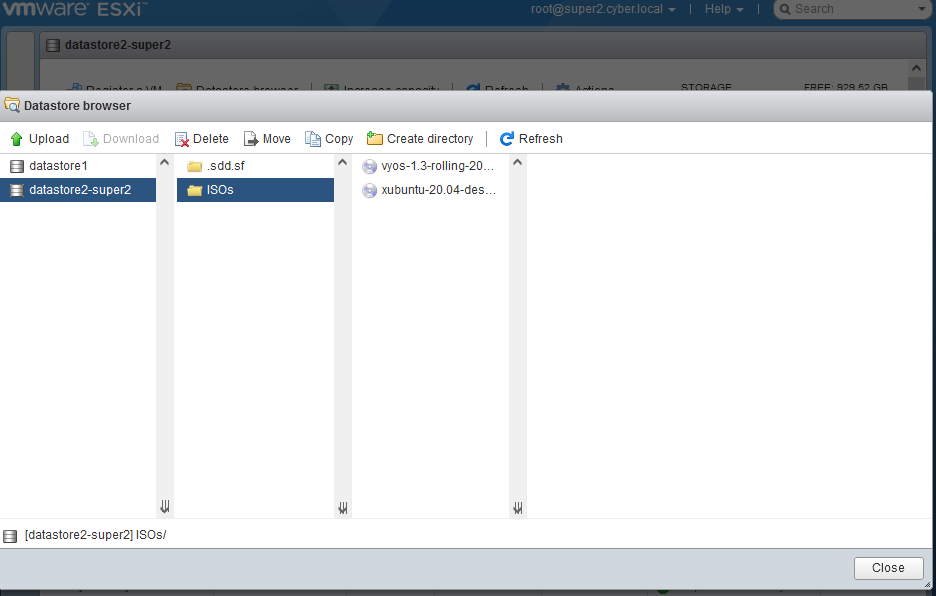 vmware ESXi™
root@super2.cyber.local | Help | Search
datastore2-super2
Register a VM Datastore browser | Increase capacity | Refresh | Actions STORAGE FREE: 929.52 GB
Datastore browser
Upload Download Delete Move Copy Create directory | Refresh
datastore1 .sdd.sf vyos-1.3-rolling-20...
datastore2-super2 ISOs xubuntu-20.04-des...
[datastore2-super2] ISOs/
Close